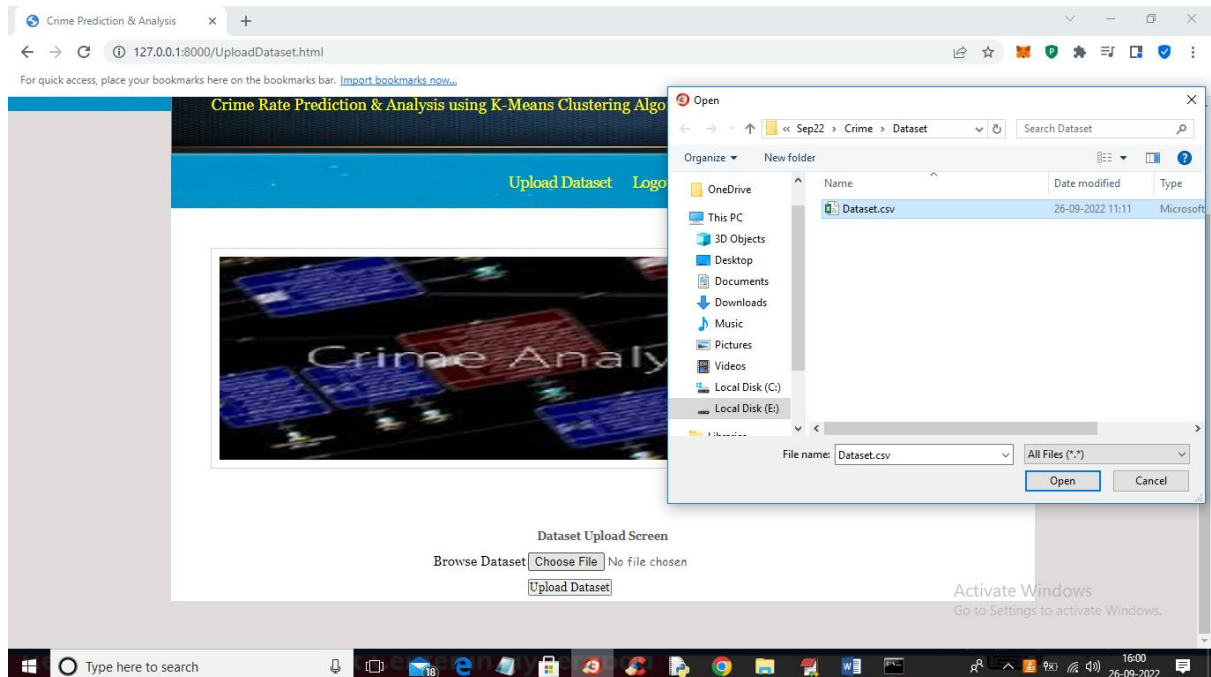 Crime Prediction & Analysis
127.0.0.1:8000/UploadDataset.html
For quick access, place your bookmarks here on the bookmarks bar. Import bookmarks now...
Crime Rate Prediction & Analysis using K-Means Clustering Algo
Upload Dataset Logo
Crime Analy
Dataset Upload Screen
Browse Dataset Choose File No file chosen
Upload Dataset
Open
« Sep22 › Crime › Dataset
Search Dataset
Organize New folder
Name Date modified Type
Dataset.csv 26-09-2022 11:11 Microsoft
OneDrive
This PC
3D Objects
Desktop
Documents
Downloads
Music
Pictures
Videos
Local Disk (C:)
Local Disk (E:)
File name: Dataset.csv All Files (*.*)
Open Cancel
Activate Windows
Go to Settings to activate Windows.
Type here to search
18
16:00
26-09-2022